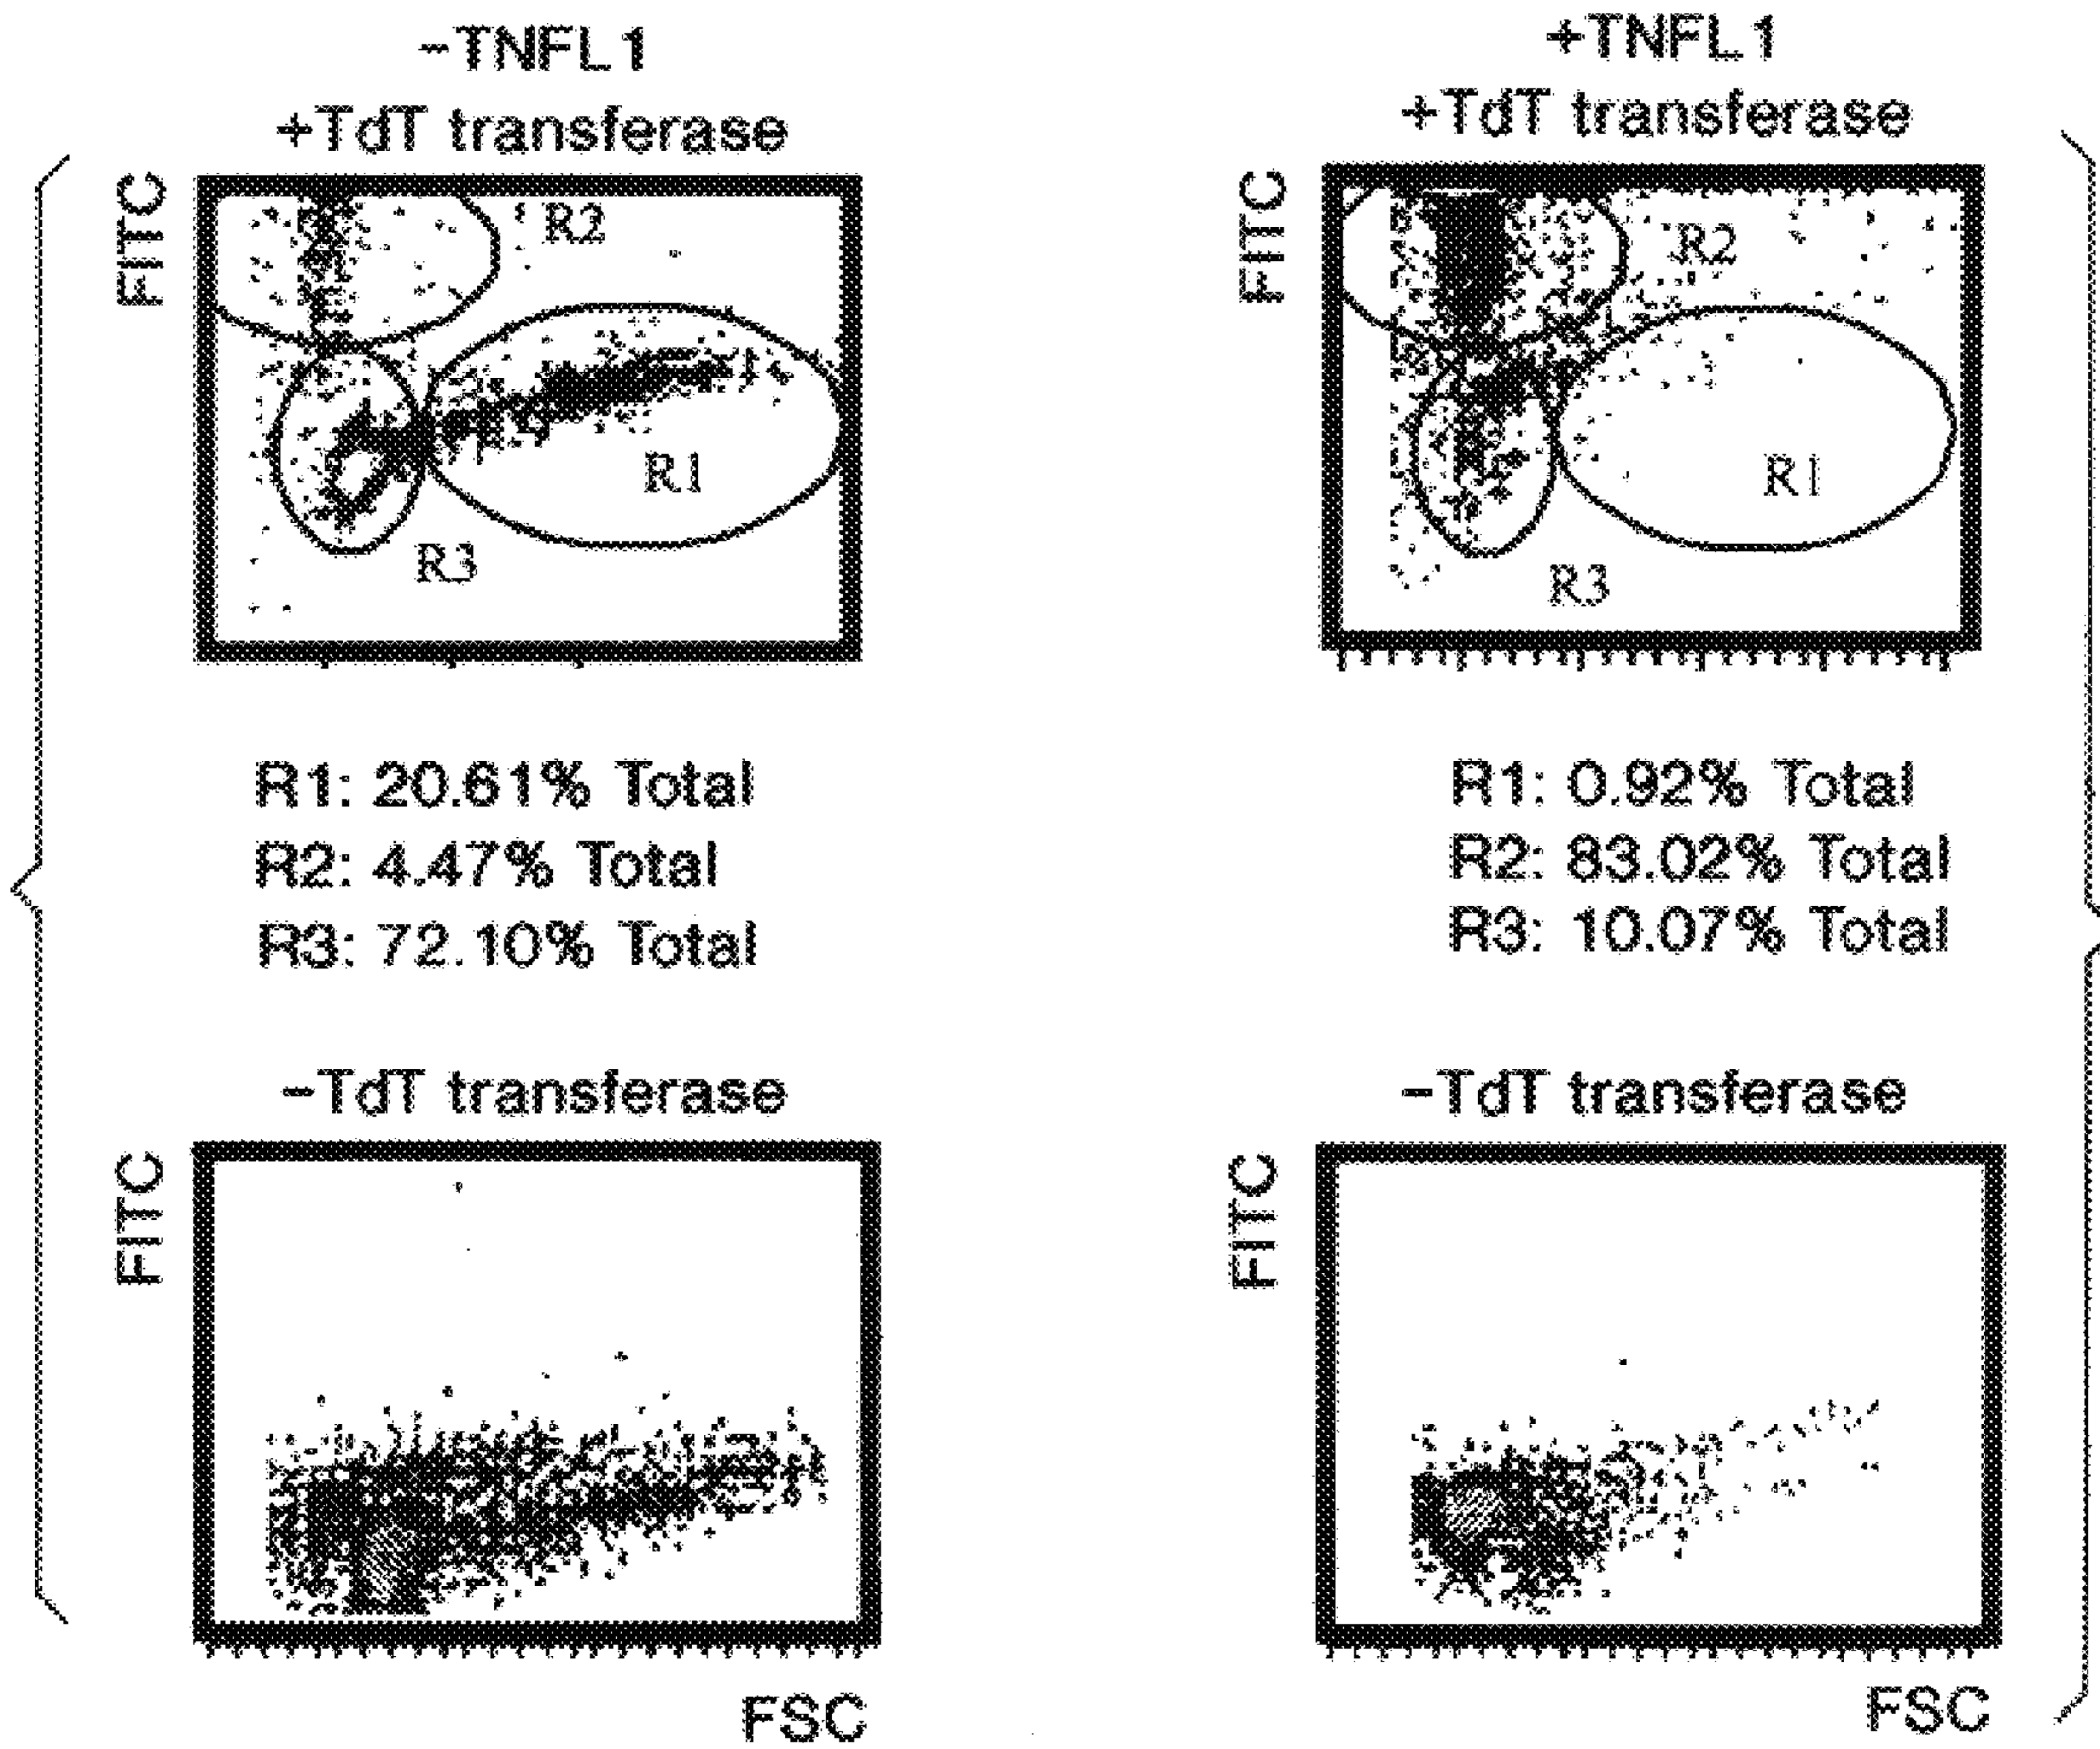 -TNFL1
+TdT transferase
FITC
R2
R1
R3
R1: 20.61% Total
R2: 4.47% Total
R3: 72.10% Total
-TdT transferase
FITC
FSC
+TNFL1
+TdT transferase
FITC
R2
R1
R3
R1: 0.92% Total
R2: 83.02% Total
R3: 10.07% Total
-TdT transferase
FITC
FSC